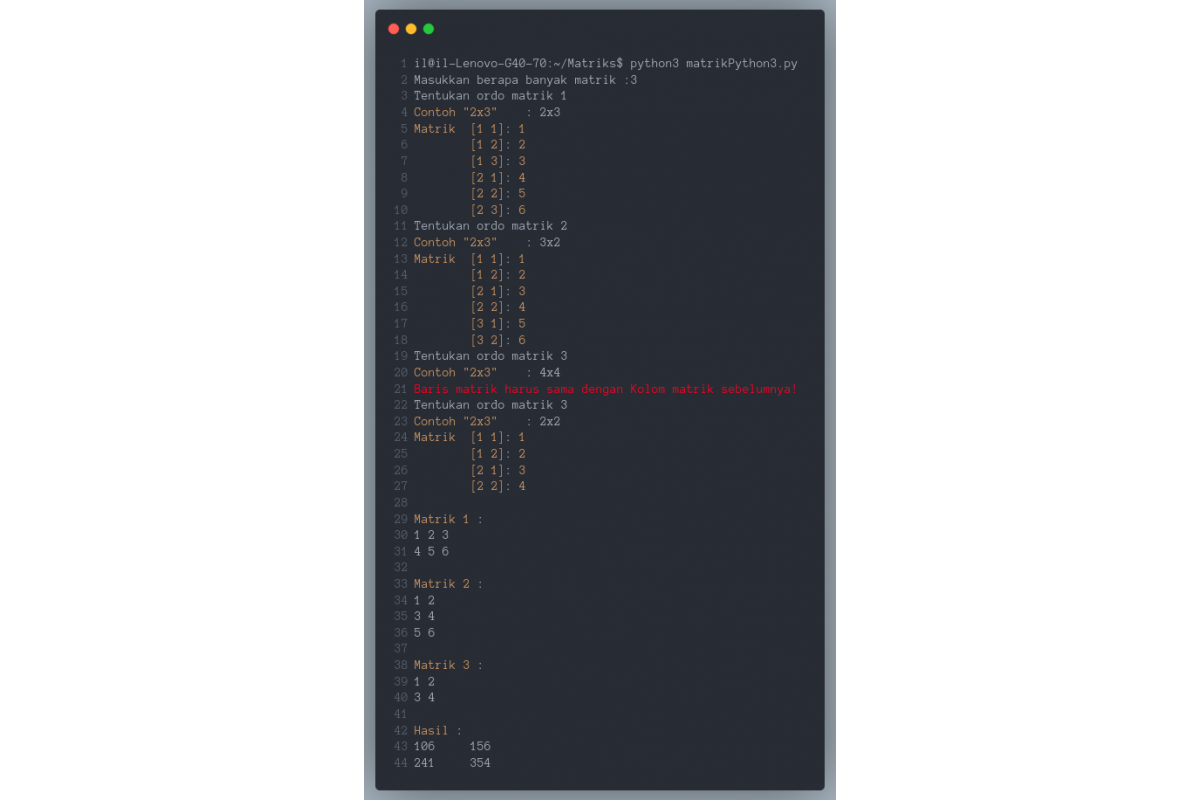 1 il@il-Lenovo-G40-70:~/Matriks$ python3 matrikPython3.py
2 Masukkan berapa banyak matrik :3
3 Tentukan ordo matrik 1
4 Contoh "2x3"    : 2x3
5 Matrik  [1 1]: 1
6         [1 2]: 2
7         [1 3]: 3
8         [2 1]: 4
9         [2 2]: 5
10         [2 3]: 6
11 Tentukan ordo matrik 2
12 Contoh "2x3"    : 3x2
13 Matrik  [1 1]: 1
14         [1 2]: 2
15         [2 1]: 3
16         [2 2]: 4
17         [3 1]: 5
18         [3 2]: 6
19 Tentukan ordo matrik 3
20 Contoh "2x3"    : 4x4
21 Baris matrik harus sama dengan Kolom matrik sebelumnya!
22 Tentukan ordo matrik 3
23 Contoh "2x3"    : 2x2
24 Matrik  [1 1]: 1
25         [1 2]: 2
26         [2 1]: 3
27         [2 2]: 4
28
29 Matrik 1 :
30 1 2 3
31 4 5 6
32
33 Matrik 2 :
34 1 2
35 3 4
36 5 6
37
38 Matrik 3 :
39 1 2
40 3 4
41
42 Hasil :
43 106     156
44 241     354